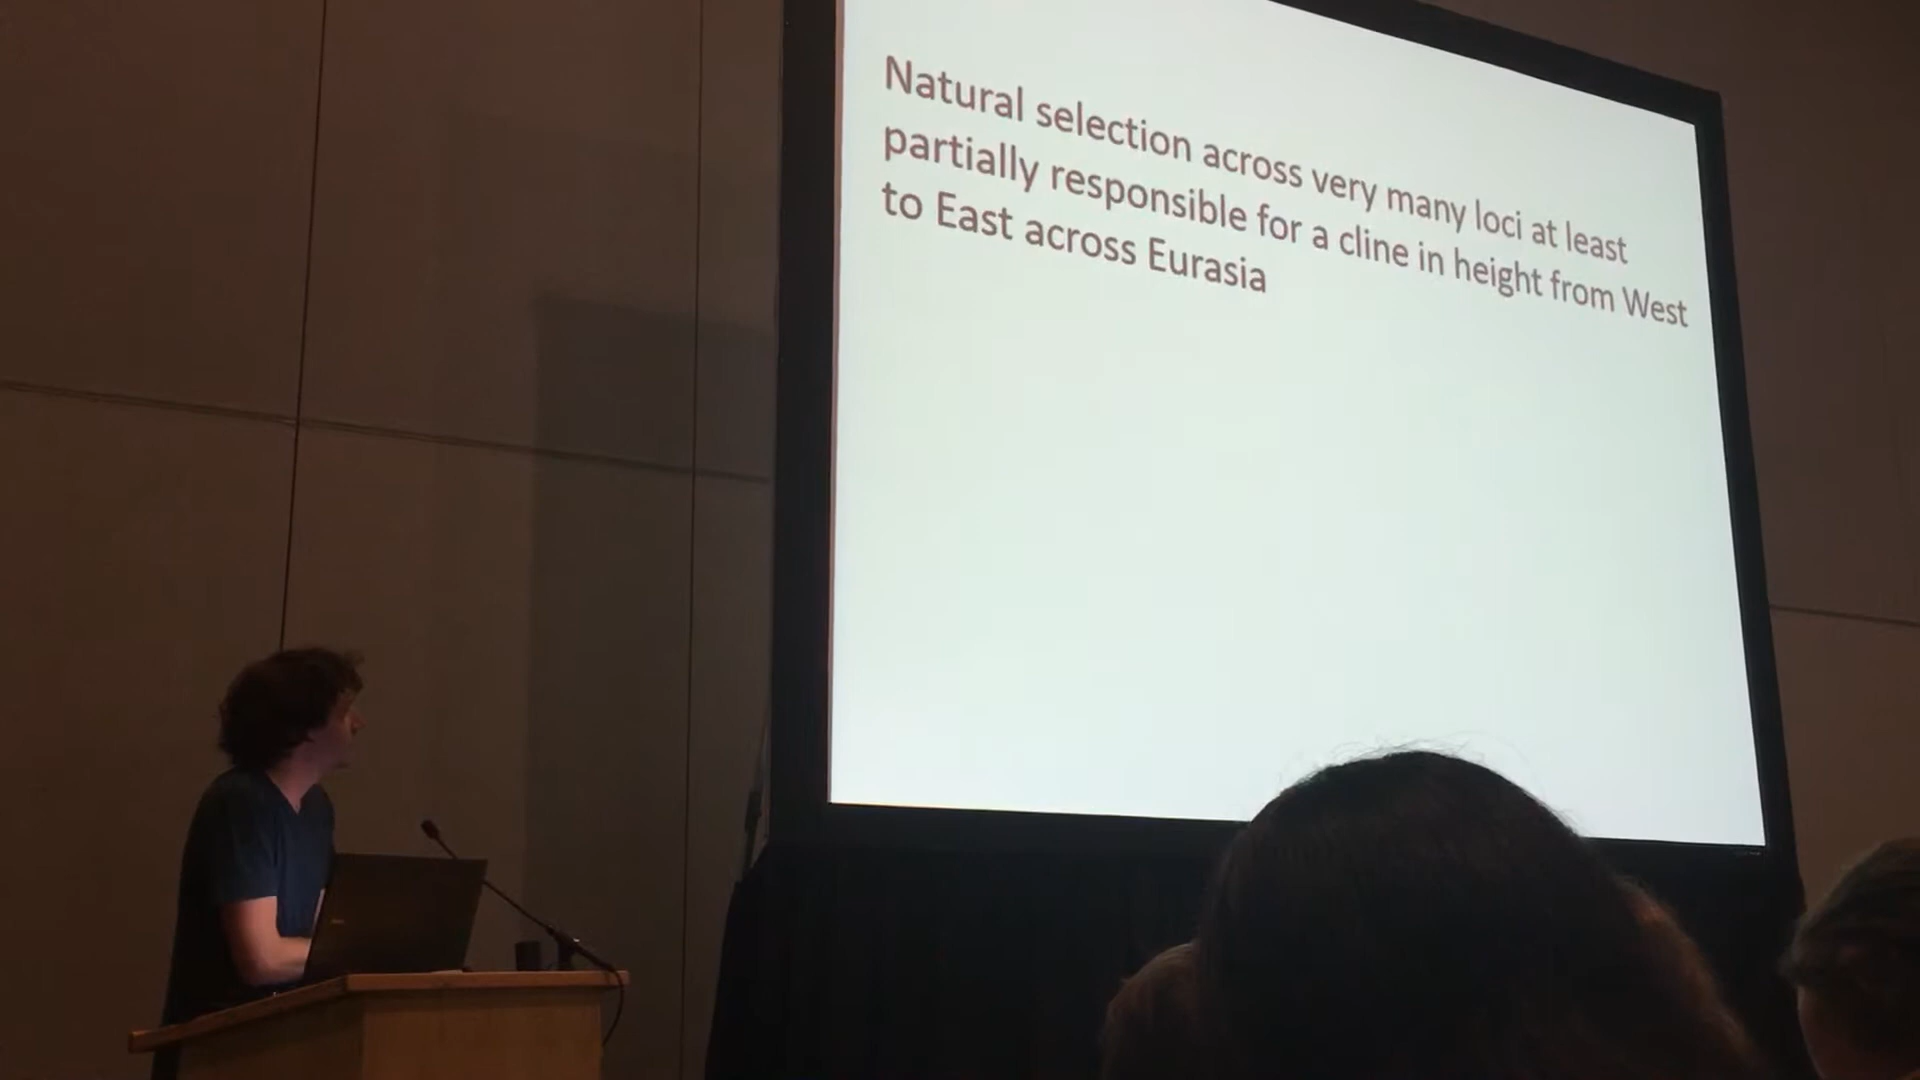 Natural selection across very many loci at least
partially responsible for a cline in height from West
to East across Eurasia